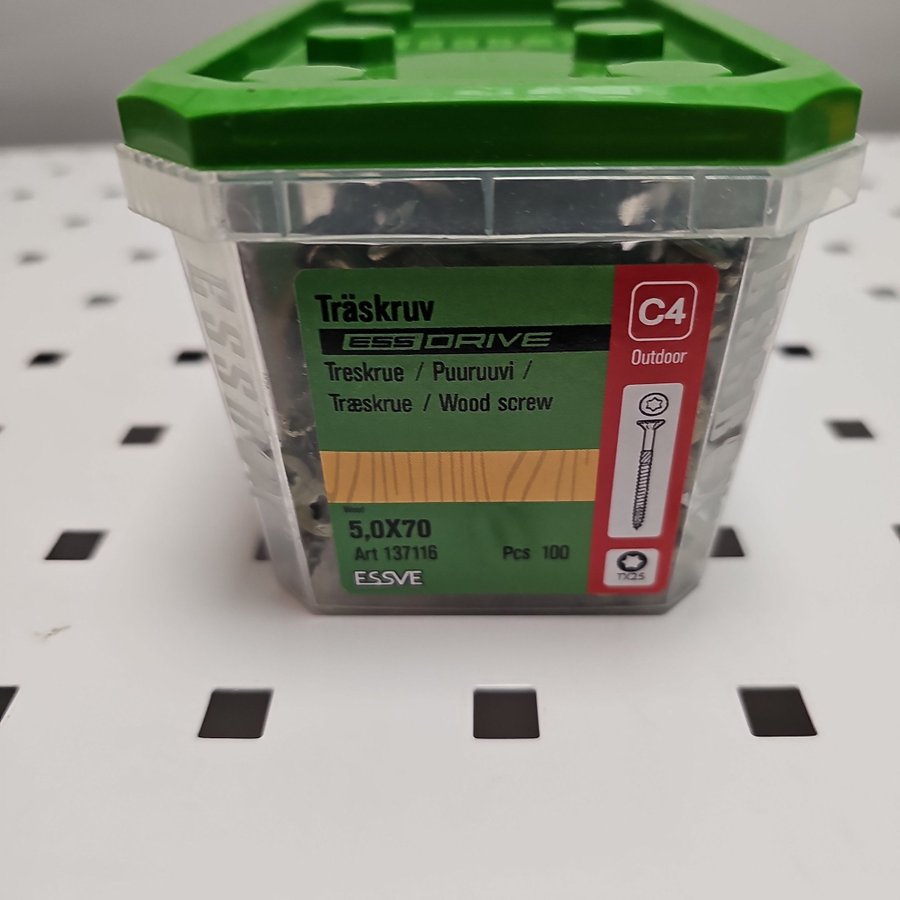 Träskruv
ESSDRIVE
Treskrue / Puuruuvi /
Træskrue / Wood screw
Wood
5,0X70
Art 137116 Pcs 100
ESSVE
C4
Outdoor
TX25